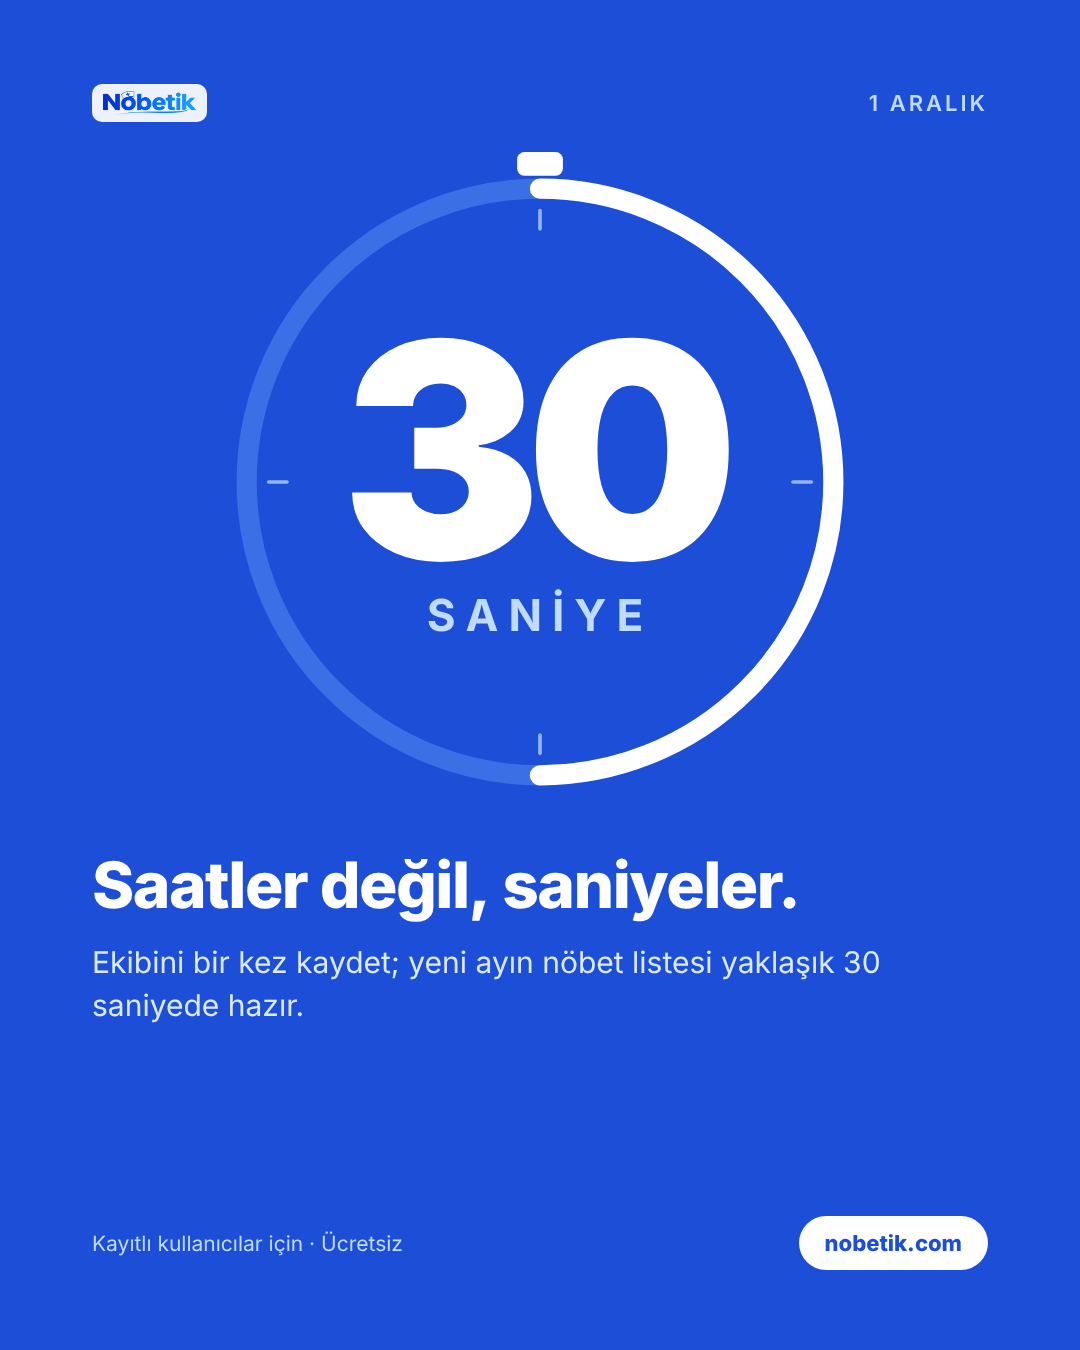 Nöbetik
1 ARALIK
30
SANİYE
Saatler değil, saniyeler.
Ekibini bir kez kaydet; yeni ayın nöbet listesi yaklaşık 30
saniyede hazır.
Kayıtlı kullanıcılar için · Ücretsiz
nobetik.com